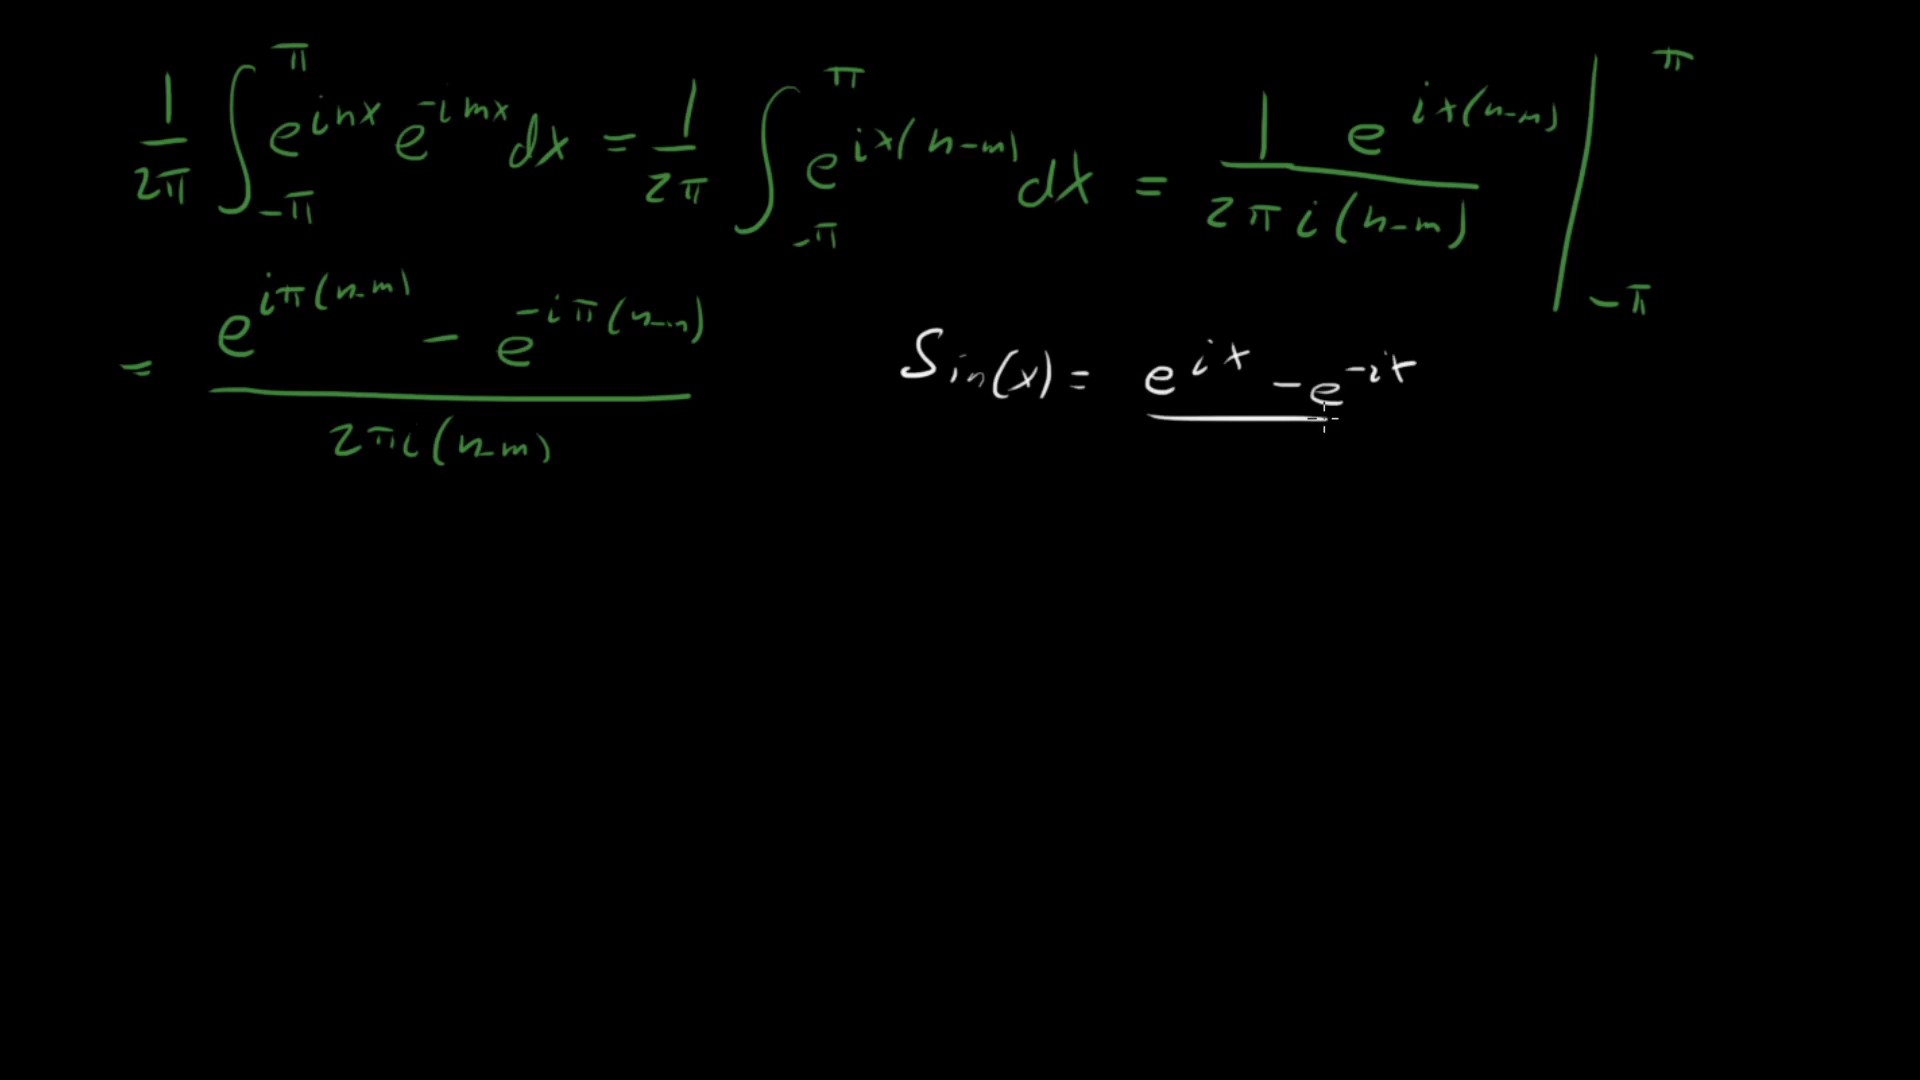 1/2π ∫_{-π}^{π} e^{inx} e^{-imx} dx = 1/2π ∫_{-π}^{π} e^{ix(n-m)} dx = 1 e^{ix(n-m)} / 2πi(n-m) |_{-π}^{π}
= e^{iπ(n-m)} - e^{-iπ(n-m)} / 2πi(n-m)
Sin(x) = e^{ix} - e^{-ix}